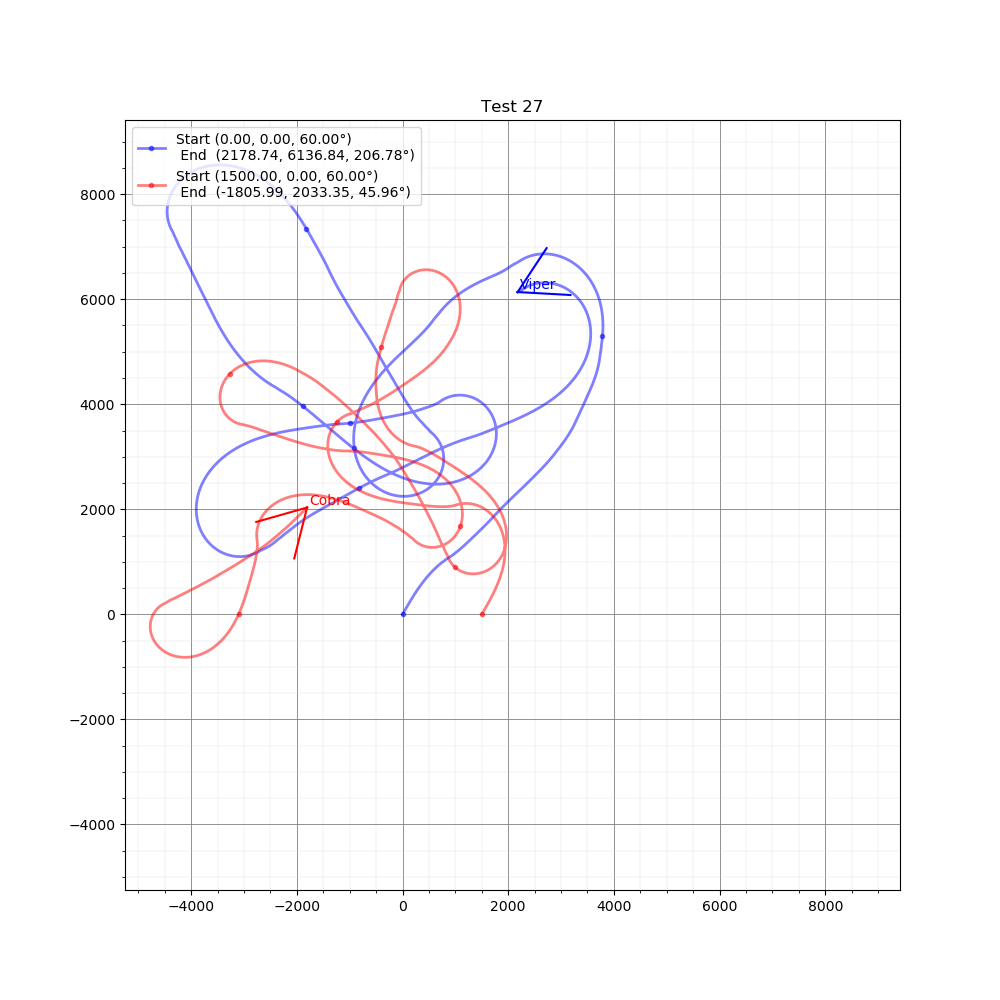 Test 27
Start (0.00, 0.00, 60.00°)
End  (2178.74, 6136.84, 206.78°)
Start (1500.00, 0.00, 60.00°)
End  (-1805.99, 2033.35, 45.96°)
8000
6000
4000
2000
0
−2000
−4000
Viper
Cobra
−4000 −2000 0 2000 4000 6000 8000